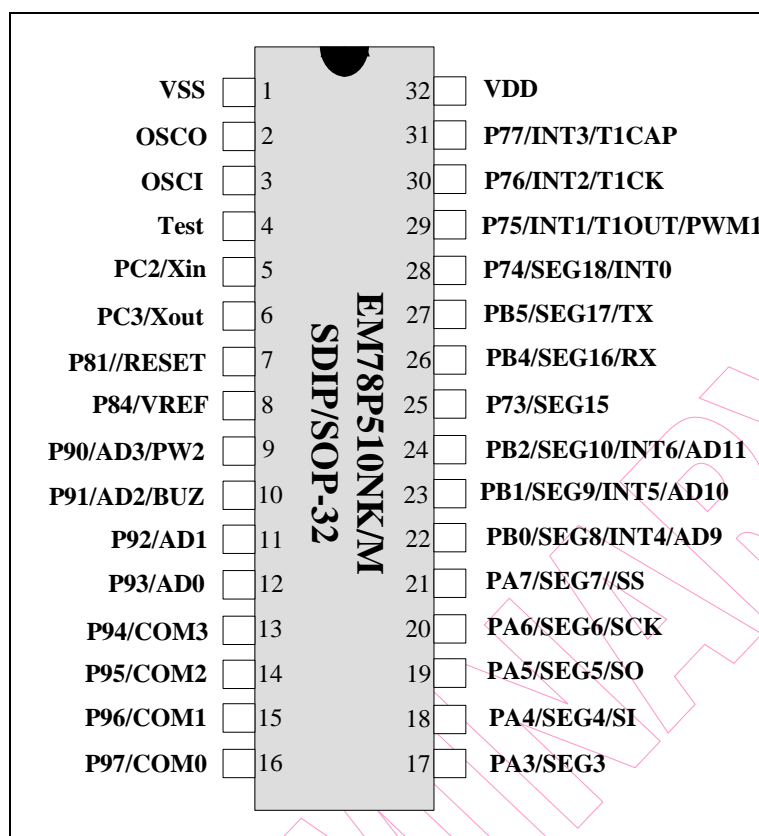 VSS 1 32 VDD
OSCO 2 31 P77/INT3/T1CAP
OSCI 3 30 P76/INT2/T1CK
Test 4 29 P75/INT1/T1OUT/PWM1
PC2/Xin 5 28 P74/SEG18/INT0
PC3/Xout 6 27 PB5/SEG17/TX
P81//RESET 7 26 PB4/SEG16/RX
P84/VREF 8 25 P73/SEG15
P90/AD3/PW2 9 24 PB2/SEG10/INT6/AD11
P91/AD2/BUZ 10 23 PB1/SEG9/INT5/AD10
P92/AD1 11 22 PB0/SEG8/INT4/AD9
P93/AD0 12 21 PA7/SEG7//SS
P94/COM3 13 20 PA6/SEG6/SCK
P95/COM2 14 19 PA5/SEG5/SO
P96/COM1 15 18 PA4/SEG4/SI
P97/COM0 16 17 PA3/SEG3
EM78P510NK/M
SDIP/SOP-32